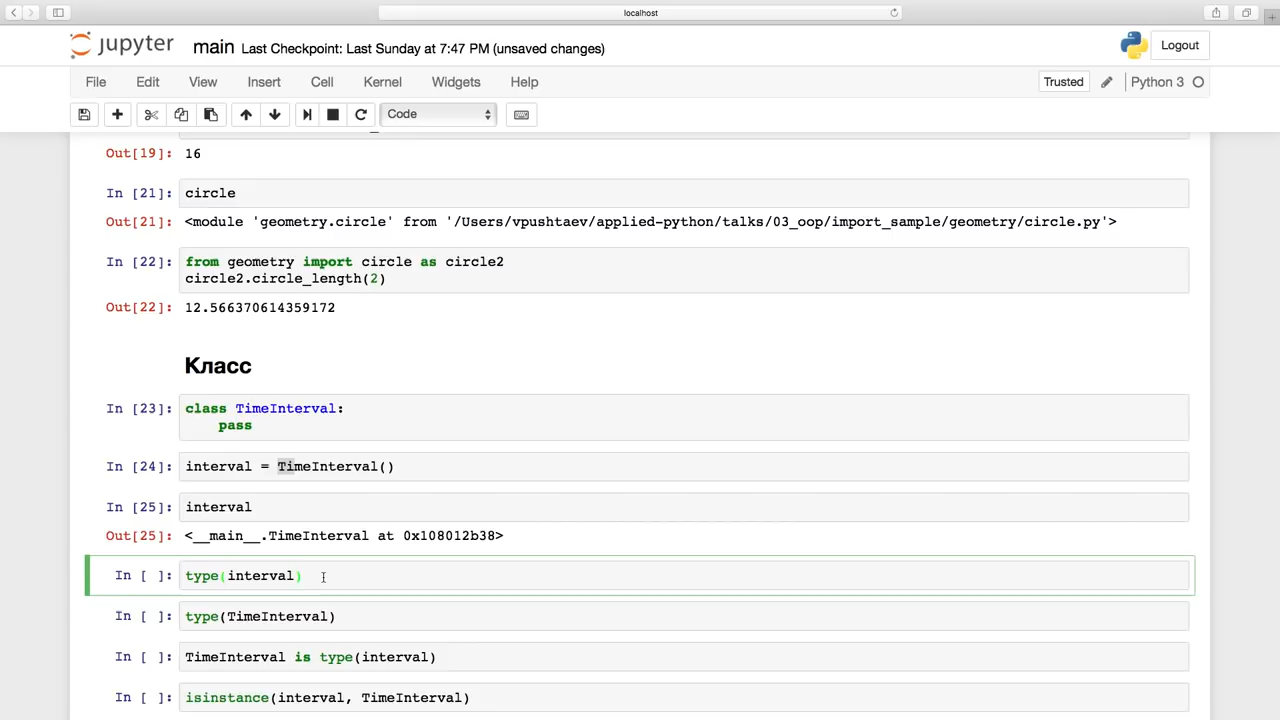 localhost
jupyter main Last Checkpoint: Last Sunday at 7:47 PM (unsaved changes) Logout
File Edit View Insert Cell Kernel Widgets Help Trusted Python 3
Code
Out[19]: 16
In [21]: circle
Out[21]: <module 'geometry.circle' from '/Users/vpushtaev/applied-python/talks/03_oop/import_sample/geometry/circle.py'>
In [22]: from geometry import circle as circle2
circle2.circle_length(2)
Out[22]: 12.566370614359172
Класс
In [23]: class TimeInterval:
pass
In [24]: interval = TimeInterval()
In [25]: interval
Out[25]: <__main__.TimeInterval at 0x108012b38>
In [ ]: type(interval)
In [ ]: type(TimeInterval)
In [ ]: TimeInterval is type(interval)
In [ ]: isinstance(interval, TimeInterval)